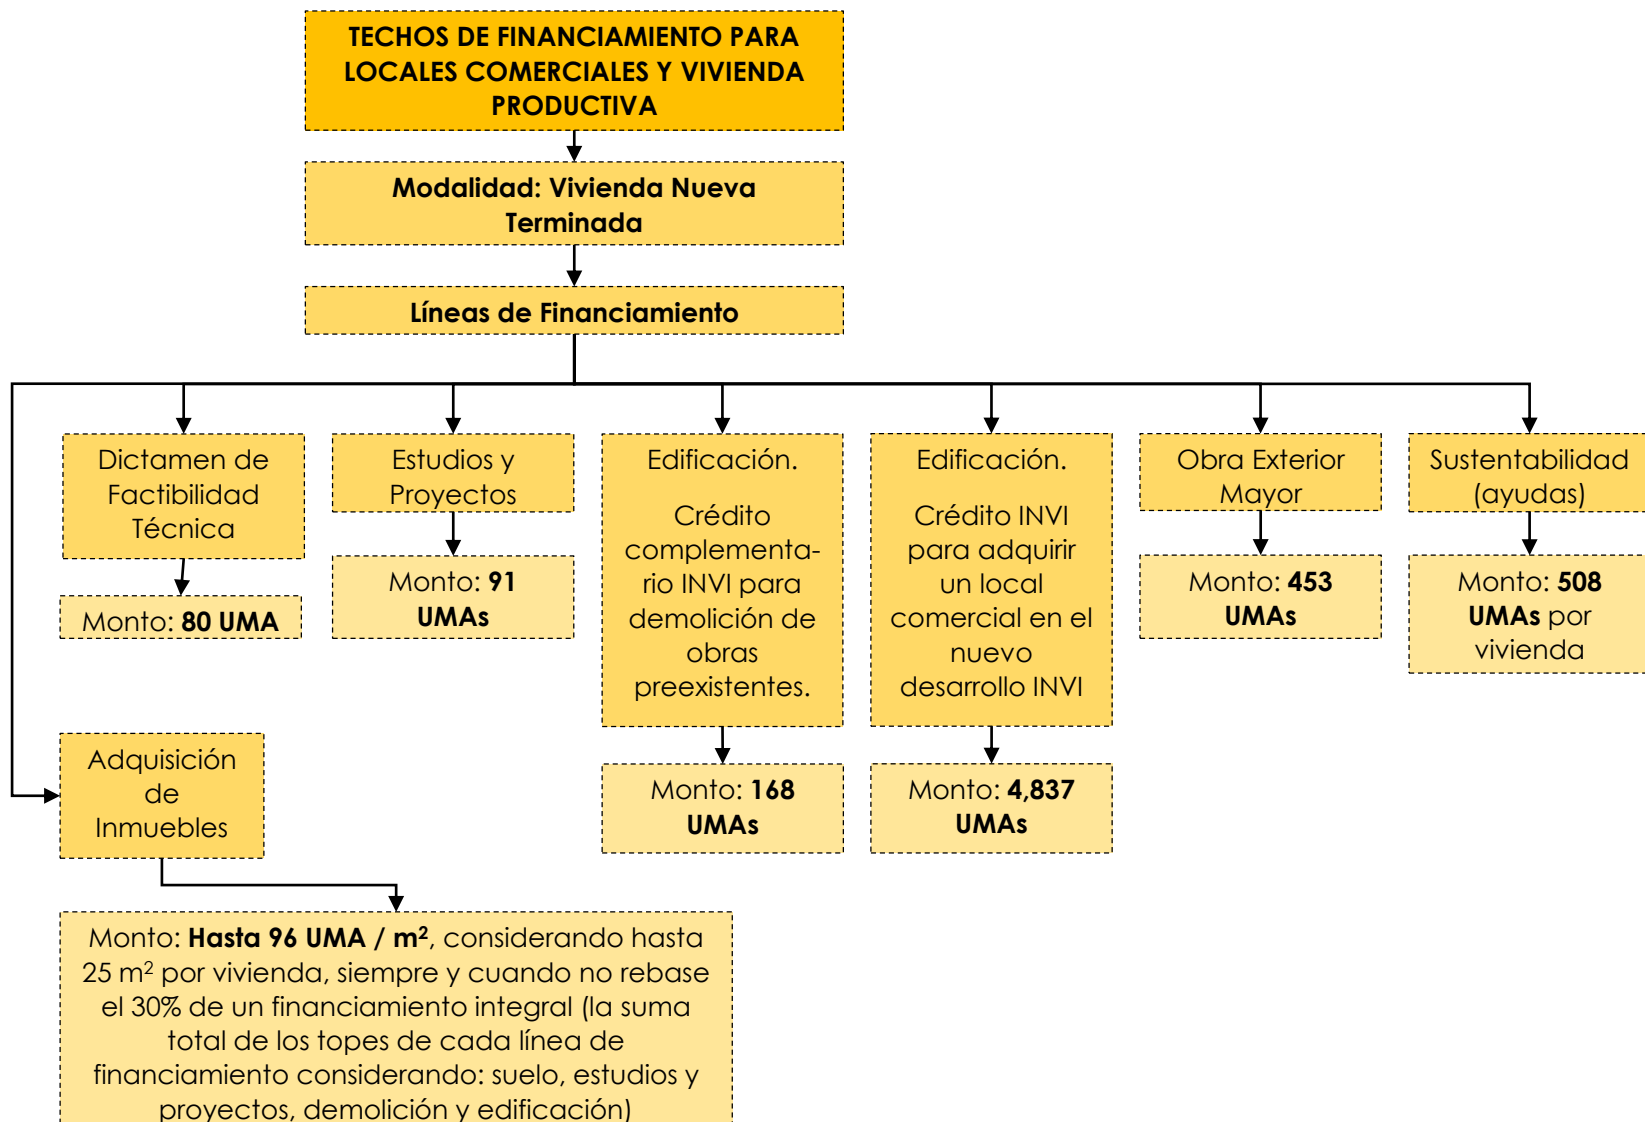 TECHOS DE FINANCIAMIENTO PARA
LOCALES COMERCIALES Y VIVIENDA
PRODUCTIVA
Modalidad: Vivienda Nueva
Terminada
Líneas de Financiamiento
Dictamen de
Factibilidad
Técnica
Monto: 80 UMA
Estudios y
Proyectos
Monto: 91
UMAs
Edificación.
Crédito
complementa-
rio INVI para
demolición de
obras
preexistentes.
Monto: 168
UMAs
Edificación.
Crédito INVI
para adquirir
un local
comercial en el
nuevo
desarrollo INVI
Monto: 4,837
UMAs
Obra Exterior
Mayor
Monto: 453
UMAs
Sustentabilidad
(ayudas)
Monto: 508
UMAs por
vivienda
Adquisición
de
Inmuebles
Monto: Hasta 96 UMA / m², considerando hasta
25 m² por vivienda, siempre y cuando no rebase
el 30% de un financiamiento integral (la suma
total de los topes de cada línea de
financiamiento considerando: suelo, estudios y
proyectos, demolición y edificación)